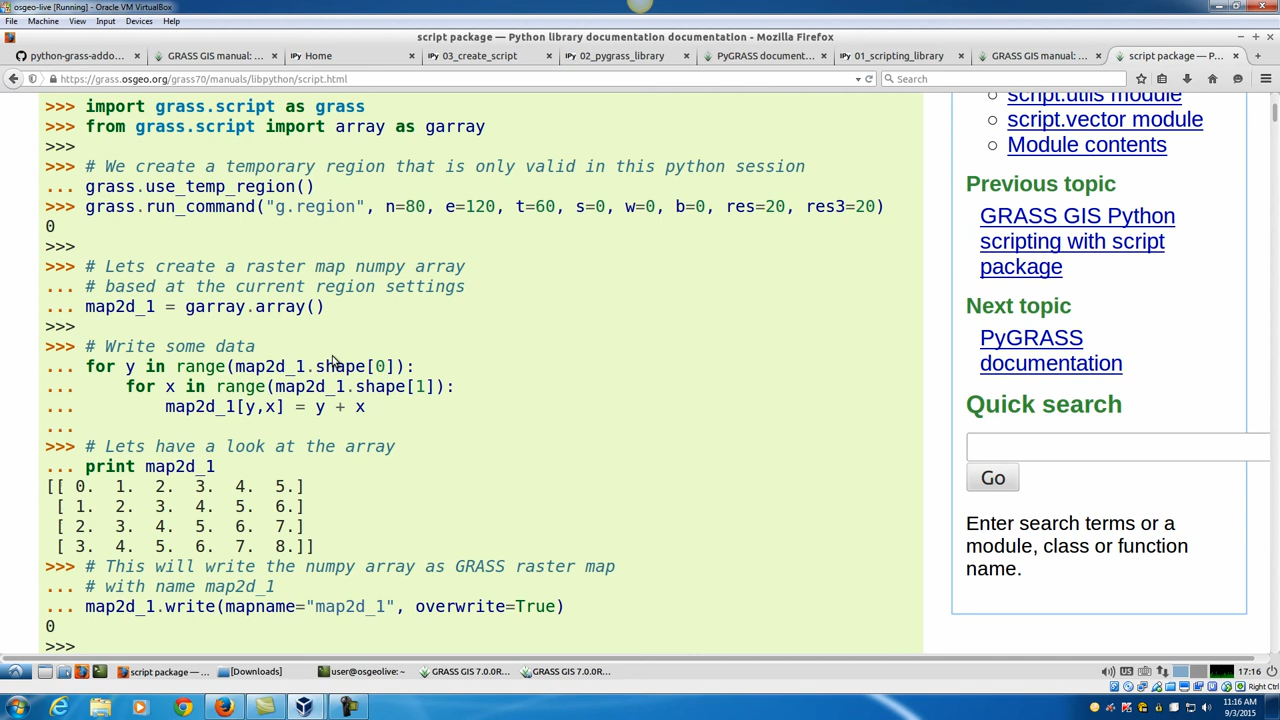 osgeo-live [Running] - Oracle VM VirtualBox
File Machine View Input Devices Help
script package — Python library documentation documentation - Mozilla Firefox
python-grass-addo...
GRASS GIS manual: ...
IPy Home
IPy 03_create_script
IPy 02_pygrass_library
PyGRASS document...
IPy 01_scripting_library
GRASS GIS manual: ...
script package — P...
https://grass.osgeo.org/grass70/manuals/libpython/script.html
Search
>>> import grass.script as grass
>>> from grass.script import array as garray
>>>
>>> # We create a temporary region that is only valid in this python session
... grass.use_temp_region()
>>> grass.run_command("g.region", n=80, e=120, t=60, s=0, w=0, b=0, res=20, res3=20)
0
>>>
>>> # Lets create a raster map numpy array
... # based at the current region settings
... map2d_1 = garray.array()
>>>
>>> # Write some data
... for y in range(map2d_1.shape[0]):
...     for x in range(map2d_1.shape[1]):
...         map2d_1[y,x] = y + x
...
>>> # Lets have a look at the array
... print map2d_1
[[ 0.  1.  2.  3.  4.  5.]
 [ 1.  2.  3.  4.  5.  6.]
 [ 2.  3.  4.  5.  6.  7.]
 [ 3.  4.  5.  6.  7.  8.]]
>>> # This will write the numpy array as GRASS raster map
... # with name map2d_1
... map2d_1.write(mapname="map2d_1", overwrite=True)
0
>>>
script.utils module
script.vector module
Module contents
Previous topic
GRASS GIS Python
scripting with script
package
Next topic
PyGRASS
documentation
Quick search
Go
Enter search terms or a
module, class or function
name.
script package — ...
[Downloads]
user@osgeolive: ~
GRASS GIS 7.0.0R...
GRASS GIS 7.0.0R...
US
17:16
Right Ctrl
11:16 AM
9/3/2015